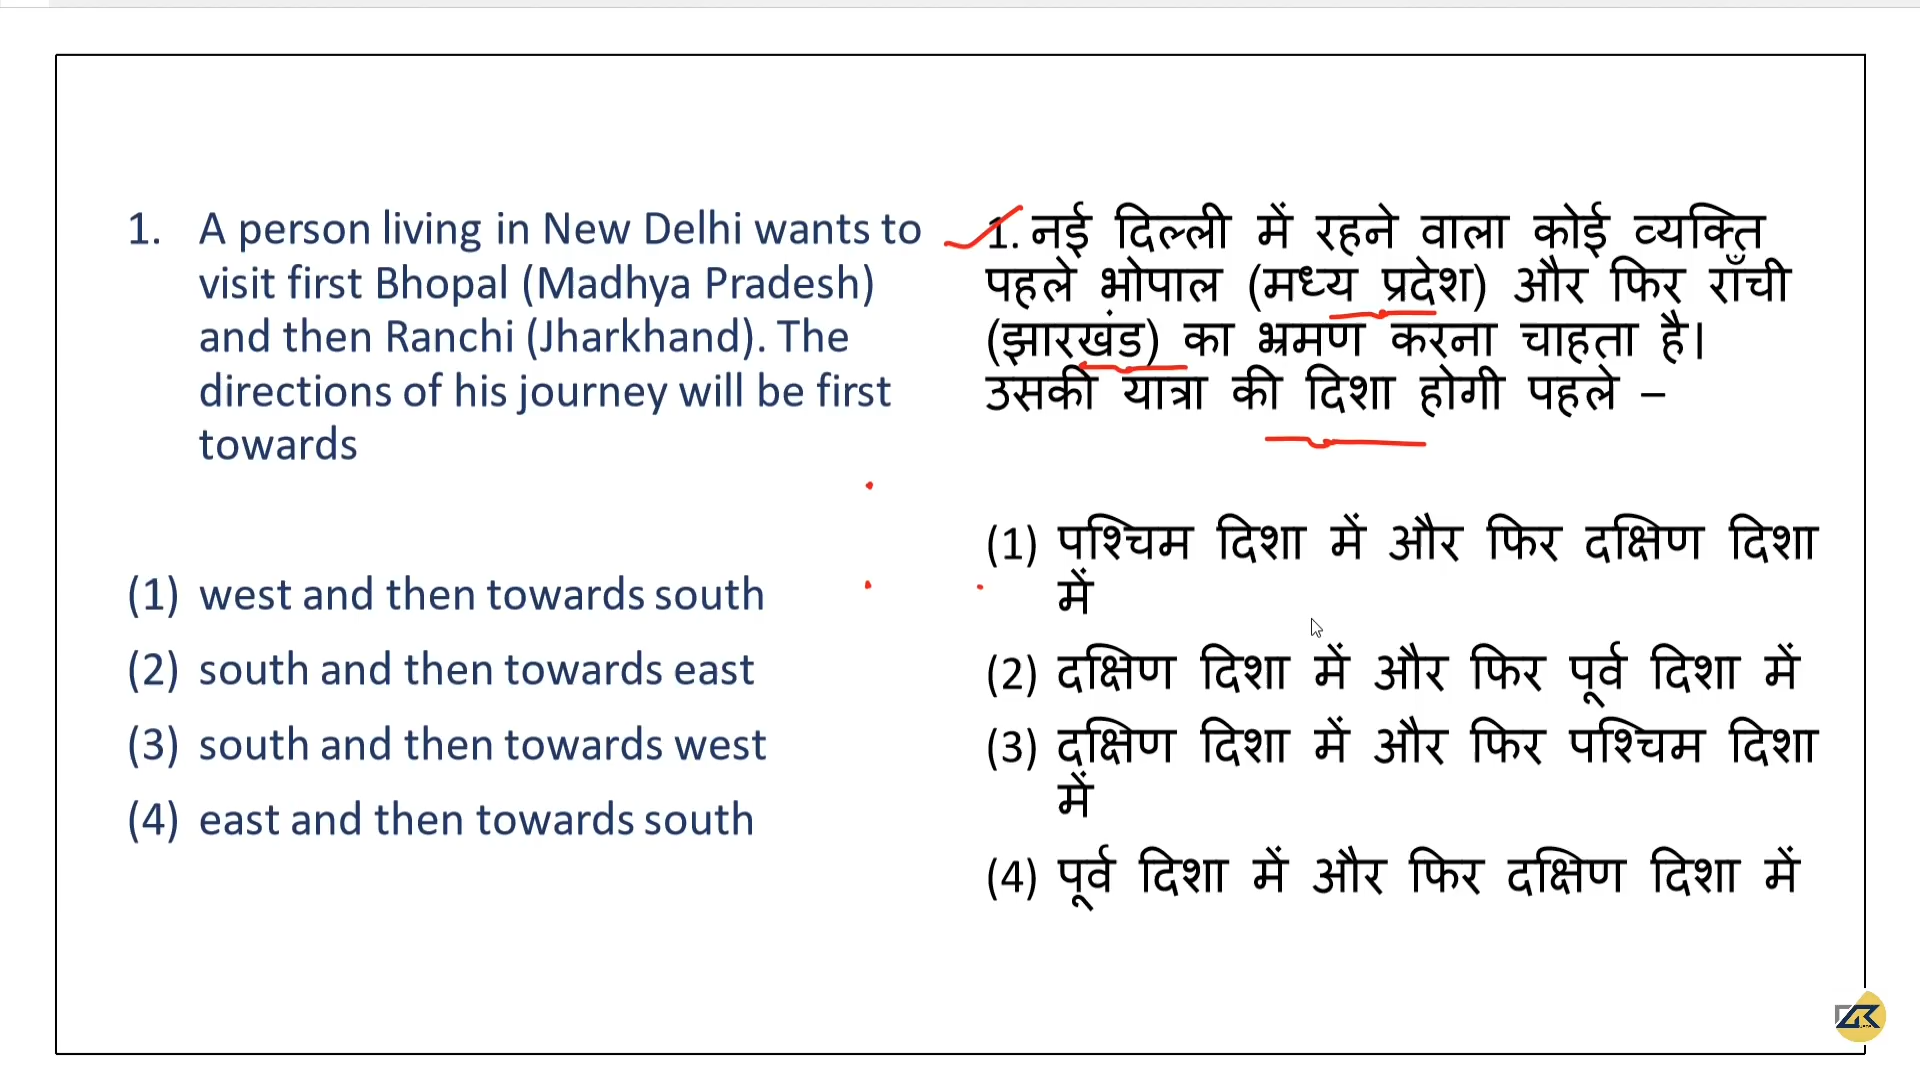 1. A person living in New Delhi wants to
visit first Bhopal (Madhya Pradesh)
and then Ranchi (Jharkhand). The
directions of his journey will be first
towards
(1) west and then towards south
(2) south and then towards east
(3) south and then towards west
(4) east and then towards south
1. नई दिल्ली में रहने वाला कोई व्यक्ति
पहले भोपाल (मध्य प्रदेश) और फिर राँची
(झारखंड) का भ्रमण करना चाहता है।
उसकी यात्रा की दिशा होगी पहले –
(1) पश्चिम दिशा में और फिर दक्षिण दिशा
में
(2) दक्षिण दिशा में और फिर पूर्व दिशा में
(3) दक्षिण दिशा में और फिर पश्चिम दिशा
में
(4) पूर्व दिशा में और फिर दक्षिण दिशा में